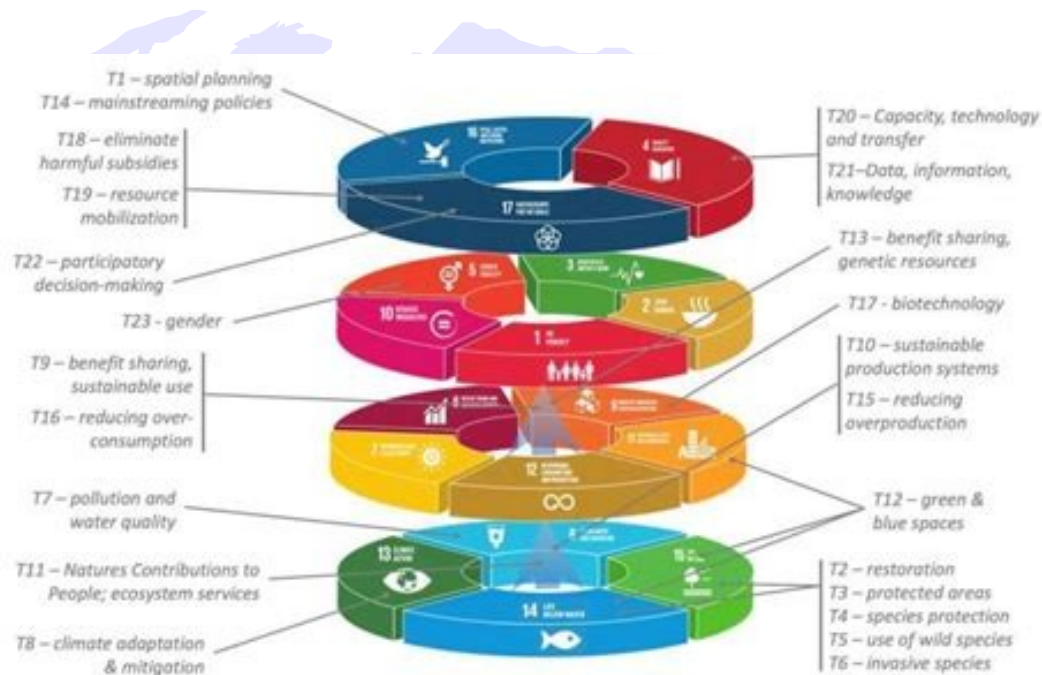 T1 – spatial planning
T14 – mainstreaming policies
T18 – eliminate
harmful subsidies
T19 – resource
mobilization
T22 – participatory
decision-making
T23 - gender
T9 – benefit sharing,
sustainable use
T16 – reducing over-
consumption
T7 – pollution and
water quality
T11 – Natures Contributions to
People; ecosystem services
T8 – climate adaptation
& mitigation
16
4
17
5
3
10
2
1
9
12
13
CLIMATE
ACTION
15
14
LIFE
T20 – Capacity, technology
and transfer
T21–Data, information,
knowledge
T13 – benefit sharing,
genetic resources
T17 - biotechnology
T10 – sustainable
production systems
T15 – reducing
overproduction
T12 – green &
blue spaces
T2 – restoration
T3 – protected areas
T4 – species protection
T5 – use of wild species
T6 – invasive species